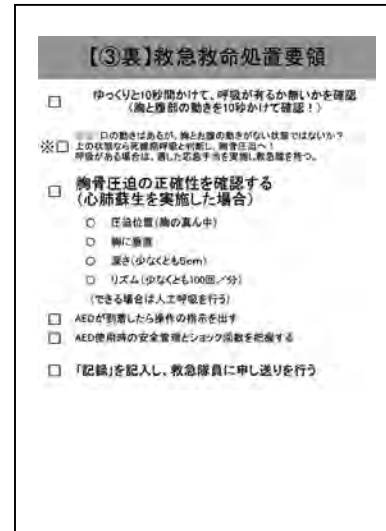 【③裏】救急救命処置要領
□ ゆっくりと10秒間かけて、呼吸が有るか無いかを確認
(胸と腹部の動きを10秒かけて確認!)
口の動きはあるが、胸とお腹の動きがない状態ではないか?
※□ 上の状態なら死戦期呼吸と判断し、胸骨圧迫へ!
呼吸がある場合は、適した応急手当を実施し救急隊を待つ。
□ 胸骨圧迫の正確性を確認する
(心肺蘇生を実施した場合)
○ 圧迫位置(胸の真ん中)
○ 胸に垂直
○ 深さ(少なくとも5cm)
○ リズム(少なくとも100回/分)
(できる場合は人工呼吸を行う)
□ AEDが到着したら操作の指示を出す
□ AED使用時の安全管理とショック回数を把握する
□ 「記録」を記入し、救急隊員に申し送りを行う